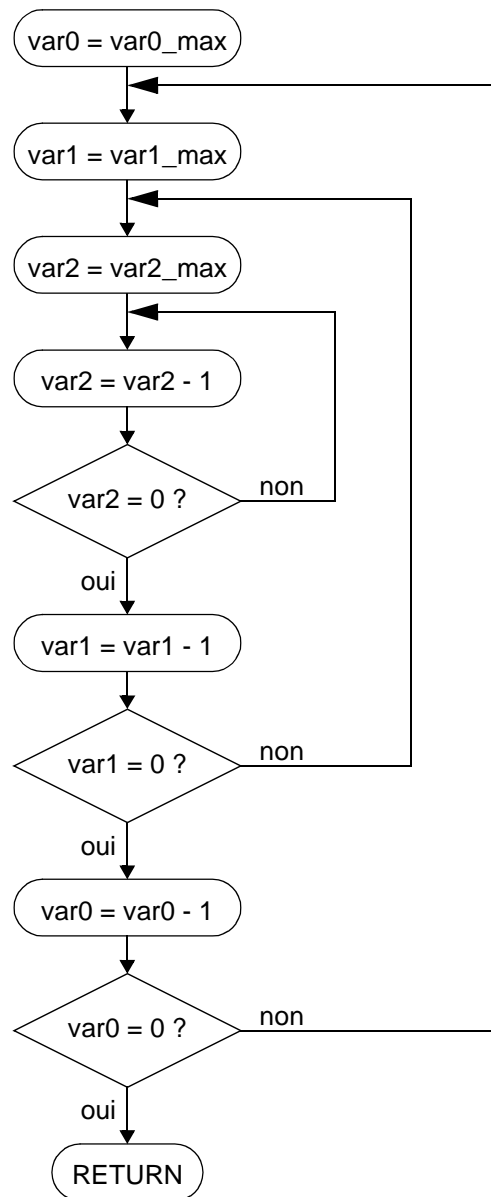 var0 = var0_max
var1 = var1_max
var2 = var2_max
var2 = var2 - 1
var2 = 0 ?
non
oui
var1 = var1 - 1
var1 = 0 ?
non
oui
var0 = var0 - 1
var0 = 0 ?
non
oui
RETURN